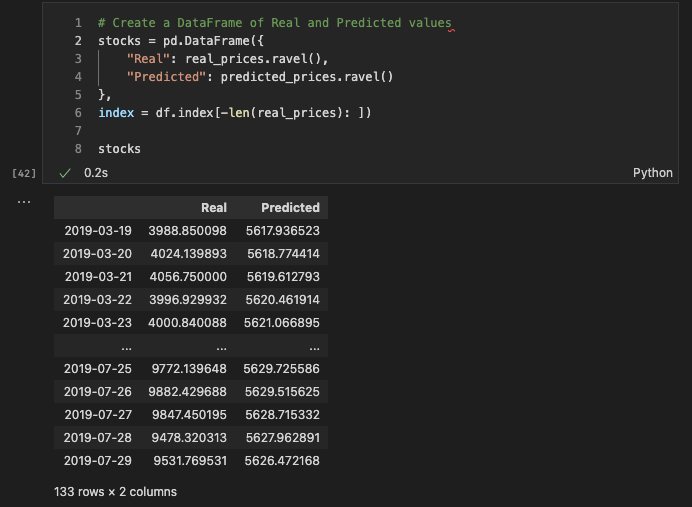 1 # Create a DataFrame of Real and Predicted values
2 stocks = pd.DataFrame({
3 "Real": real_prices.ravel(),
4 "Predicted": predicted_prices.ravel()
5 },
6 index = df.index[-len(real_prices): ])
7
8 stocks
[42] ✓ 0.2s Python
...
Real Predicted
2019-03-19 3988.850098 5617.936523
2019-03-20 4024.139893 5618.774414
2019-03-21 4056.750000 5619.612793
2019-03-22 3996.929932 5620.461914
2019-03-23 4000.840088 5621.066895
... ... ...
2019-07-25 9772.139648 5629.725586
2019-07-26 9882.429688 5629.515625
2019-07-27 9847.450195 5628.715332
2019-07-28 9478.320313 5627.962891
2019-07-29 9531.769531 5626.472168
133 rows × 2 columns